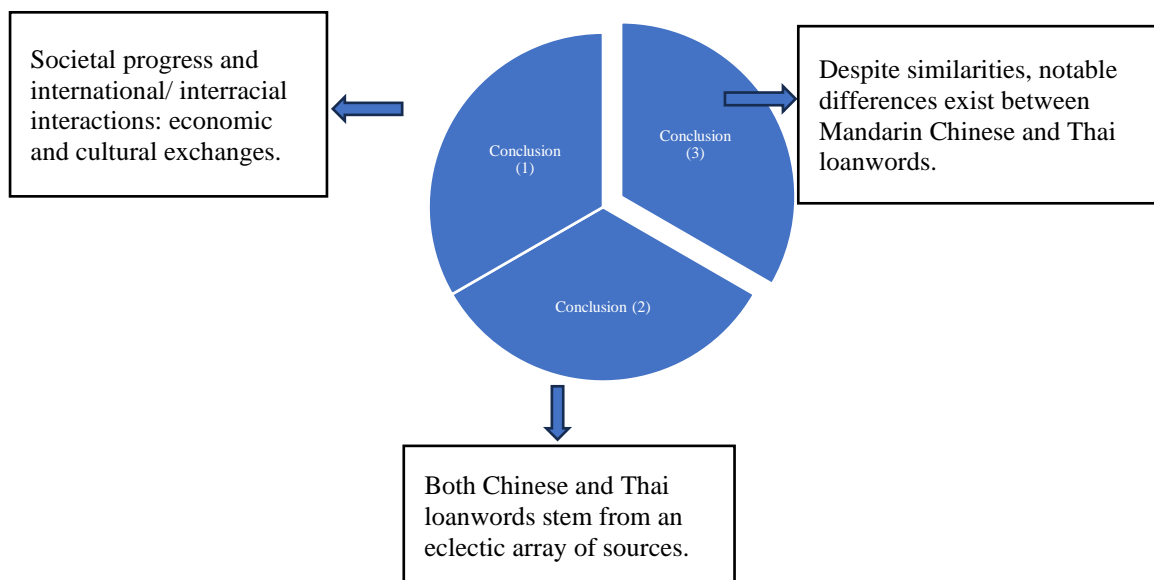 Societal progress and
international/ interracial
interactions: economic
and cultural exchanges.
Conclusion
(1)
Conclusion
(3)
Despite similarities, notable
differences exist between
Mandarin Chinese and Thai
loanwords.
Conclusion (2)
Both Chinese and Thai
loanwords stem from an
eclectic array of sources.